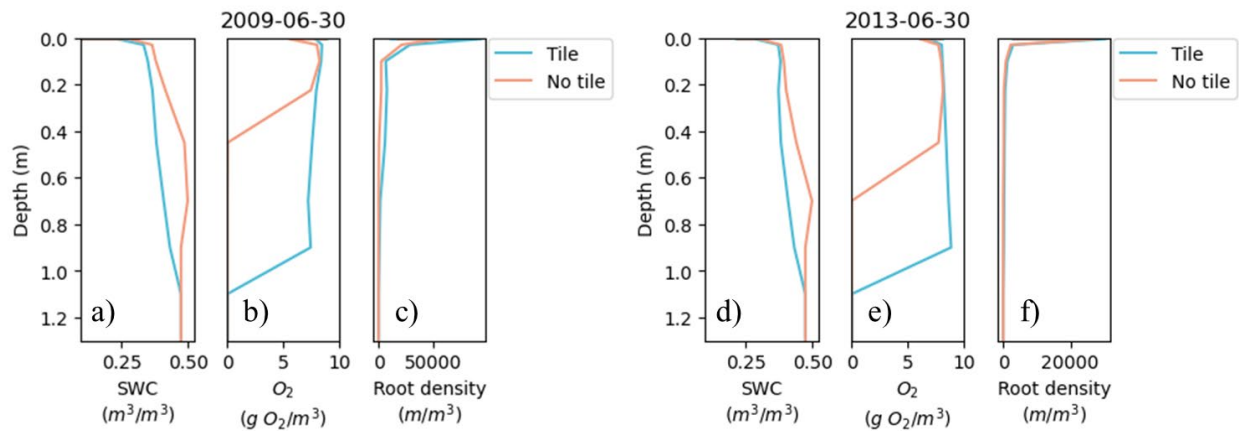 2009-06-30
0.0
0.2
0.4
0.6
0.8
1.0
1.2
Depth (m)
a)
b)
c)
0.25 0.50
0 5 10
0 50000
SWC
(m³/m³)
O₂
(g O₂/m³)
Root density
(m/m³)
Tile
No tile
2013-06-30
0.0
0.2
0.4
0.6
0.8
1.0
1.2
Depth (m)
d)
e)
f)
0.25 0.50
0 5 10
0 20000
SWC
(m³/m³)
O₂
(g O₂/m³)
Root density
(m/m³)
Tile
No tile